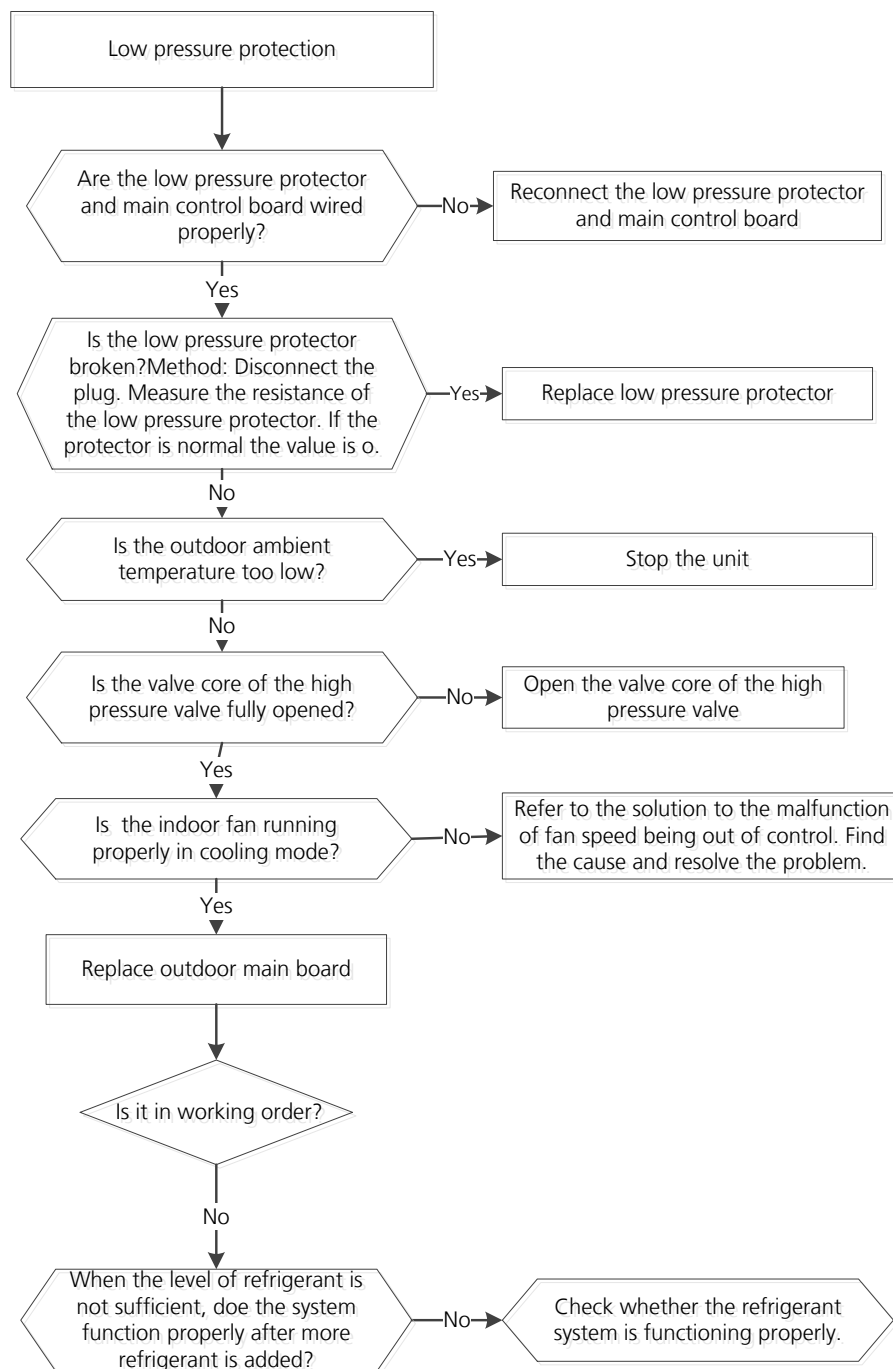 Low pressure protection
Are the low pressure protector
and main control board wired
properly?
No
Reconnect the low pressure protector
and main control board
Yes
Is the low pressure protector
broken?Method: Disconnect the
plug. Measure the resistance of
the low pressure protector. If the
protector is normal the value is o.
Yes
Replace low pressure protector
No
Is the outdoor ambient
temperature too low?
Yes
Stop the unit
No
Is the valve core of the high
pressure valve fully opened?
No
Open the valve core of the high
pressure valve
Yes
Is the indoor fan running
properly in cooling mode?
No
Refer to the solution to the malfunction
of fan speed being out of control. Find
the cause and resolve the problem.
Yes
Replace outdoor main board
Is it in working order?
No
When the level of refrigerant is
not sufficient, doe the system
function properly after more
refrigerant is added?
No
Check whether the refrigerant
system is functioning properly.